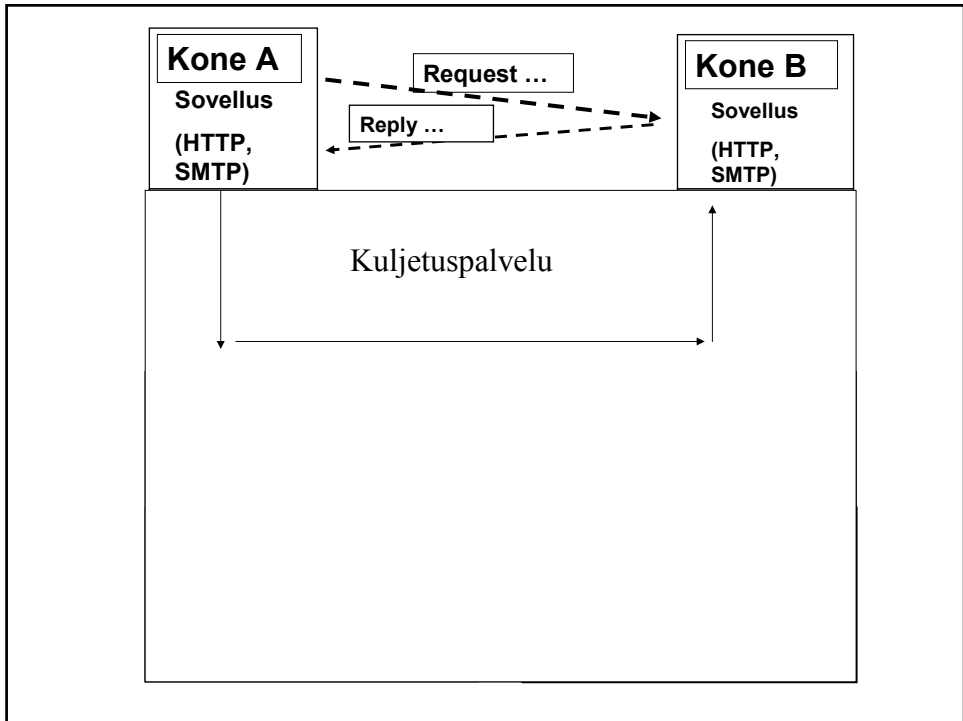 Kone A
Sovellus
(HTTP,
SMTP)
Request …
Reply …
Kone B
Sovellus
(HTTP,
SMTP)
Kuljetuspalvelu